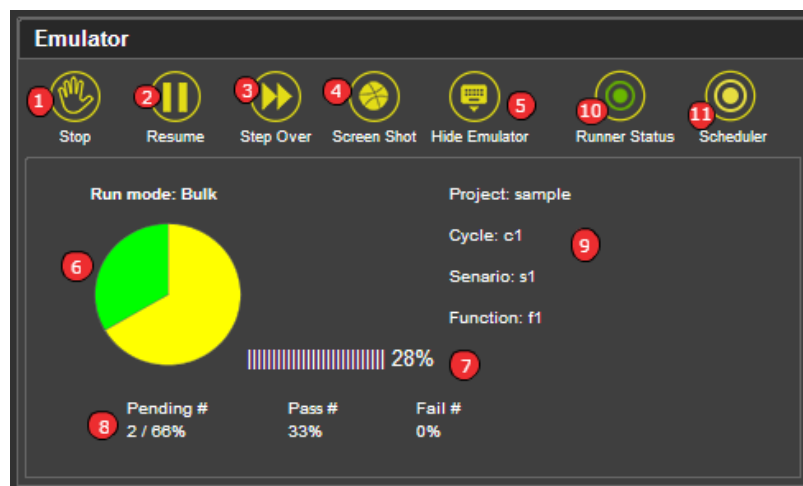 Emulator
1 2 3 4 5 10 11
Stop Resume Step Over Screen Shot Hide Emulator Runner Status Scheduler
Run mode: Bulk
Project: sample
Cycle: c1
9
6
Senario: s1
Function: f1
28%
7
Pending # Pass # Fail #
8
2 / 66% 33% 0%